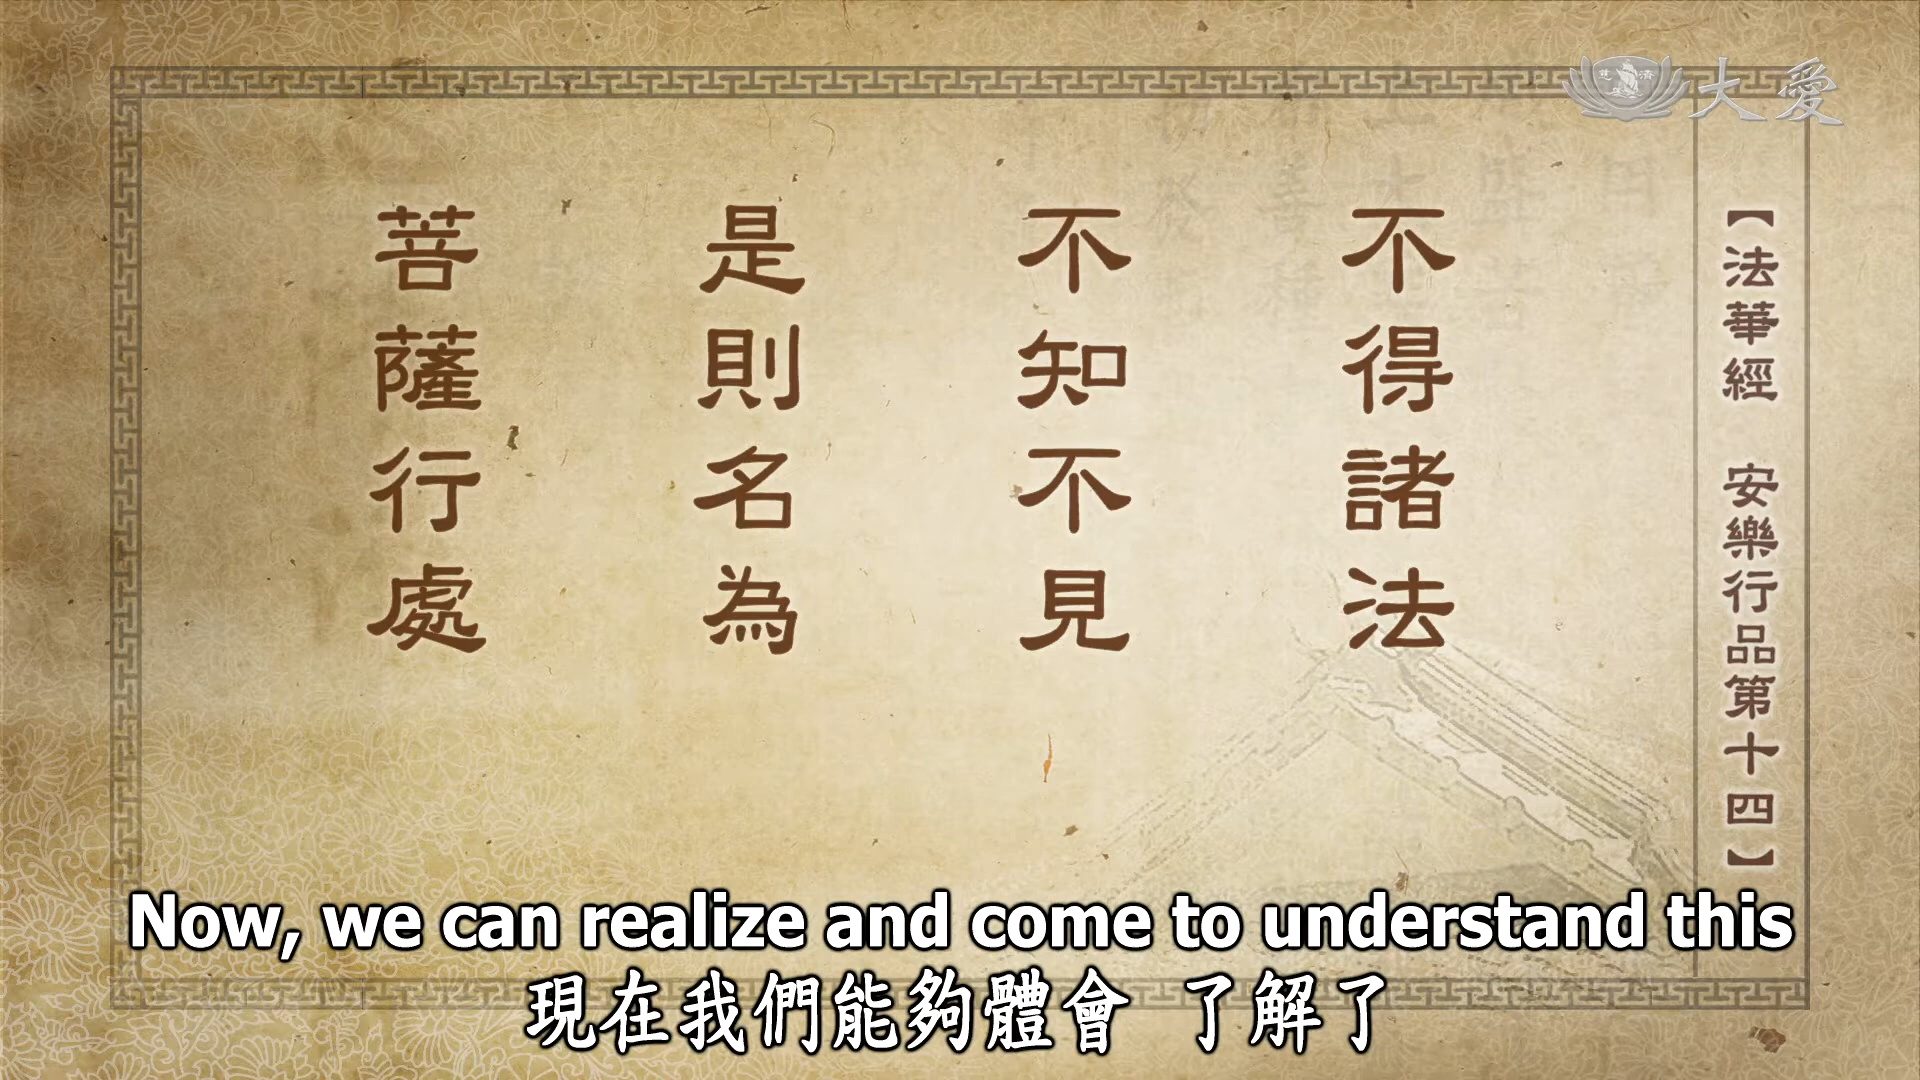 大愛
慈濟
【法華經 安樂行品第十四】
不得諸法
不知不見
是則名為
菩薩行處
Now, we can realize and come to understand this
現在我們能夠體會 了解了